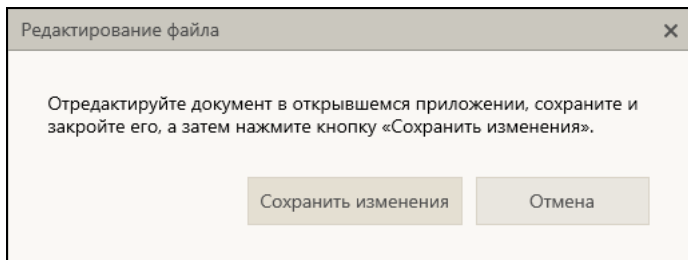 Редактирование файла
Отредактируйте документ в открывшемся приложении, сохраните и
закройте его, а затем нажмите кнопку «Сохранить изменения».
Сохранить изменения Отмена